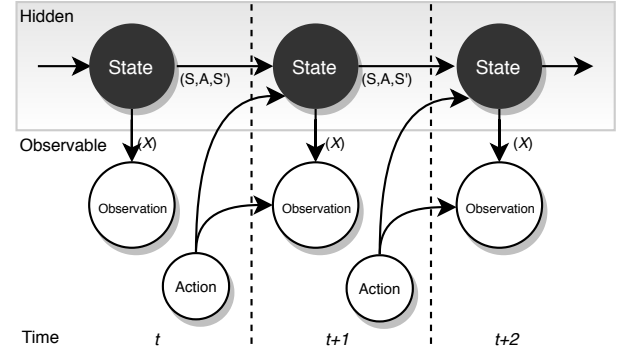 Hidden
State
State
State
(S,A,S')
(S,A,S')
Observable
(X)
(X)
(X)
Observation
Observation
Observation
Action
Action
Time
t
t+1
t+2